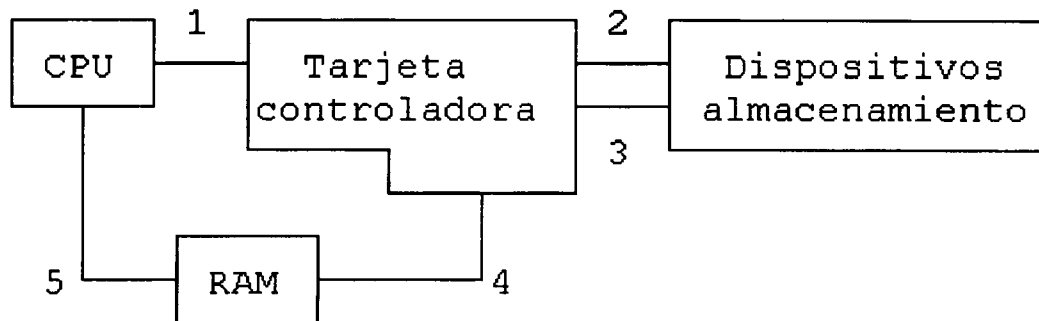 1
2
CPU
Tarjeta
controladora
Dispositivos
almacenamiento
3
5
RAM
4